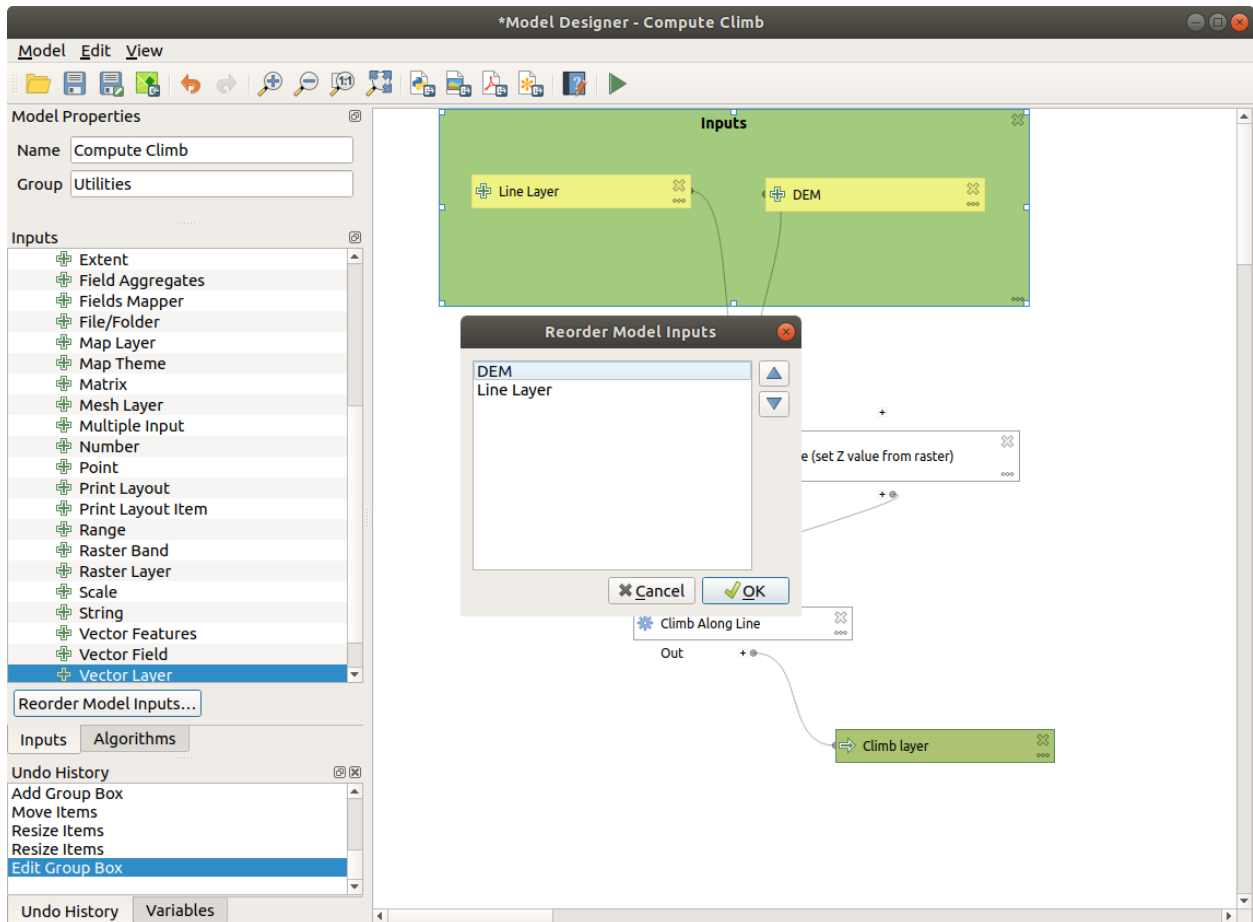 *Model Designer - Compute Climb
Model Edit View
1:1
Model Properties
Name Compute Climb
Group Utilities
Inputs
Extent
Field Aggregates
Fields Mapper
File/Folder
Map Layer
Map Theme
Matrix
Mesh Layer
Multiple Input
Number
Point
Print Layout
Print Layout Item
Range
Raster Band
Raster Layer
Scale
String
Vector Features
Vector Field
Vector Layer
Reorder Model Inputs...
Inputs Algorithms
Undo History
Add Group Box
Move Items
Resize Items
Resize Items
Edit Group Box
Undo History Variables
Inputs
Line Layer
DEM
Reorder Model Inputs
DEM
Line Layer
Cancel OK
+
e (set Z value from raster)
+
Climb Along Line
Out +
Climb layer